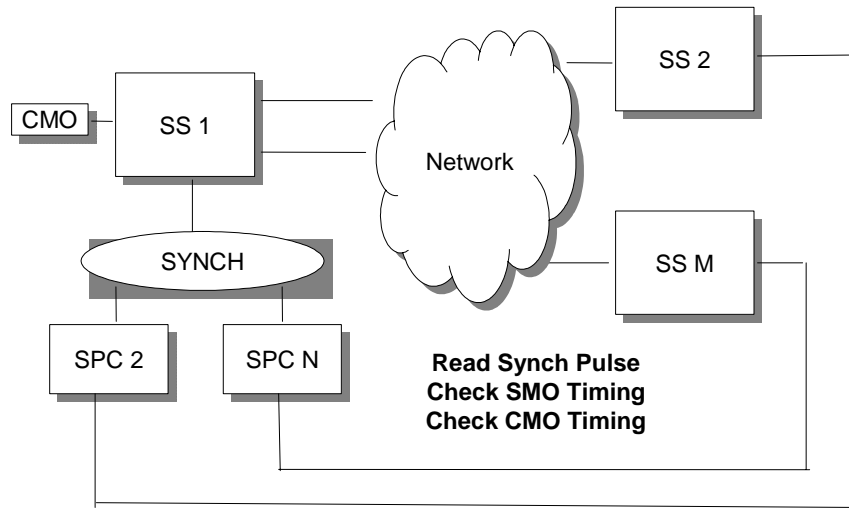 SS 2
CMO
SS 1
Network
SYNCH
SS M
SPC 2
SPC N
Read Synch Pulse
Check SMO Timing
Check CMO Timing